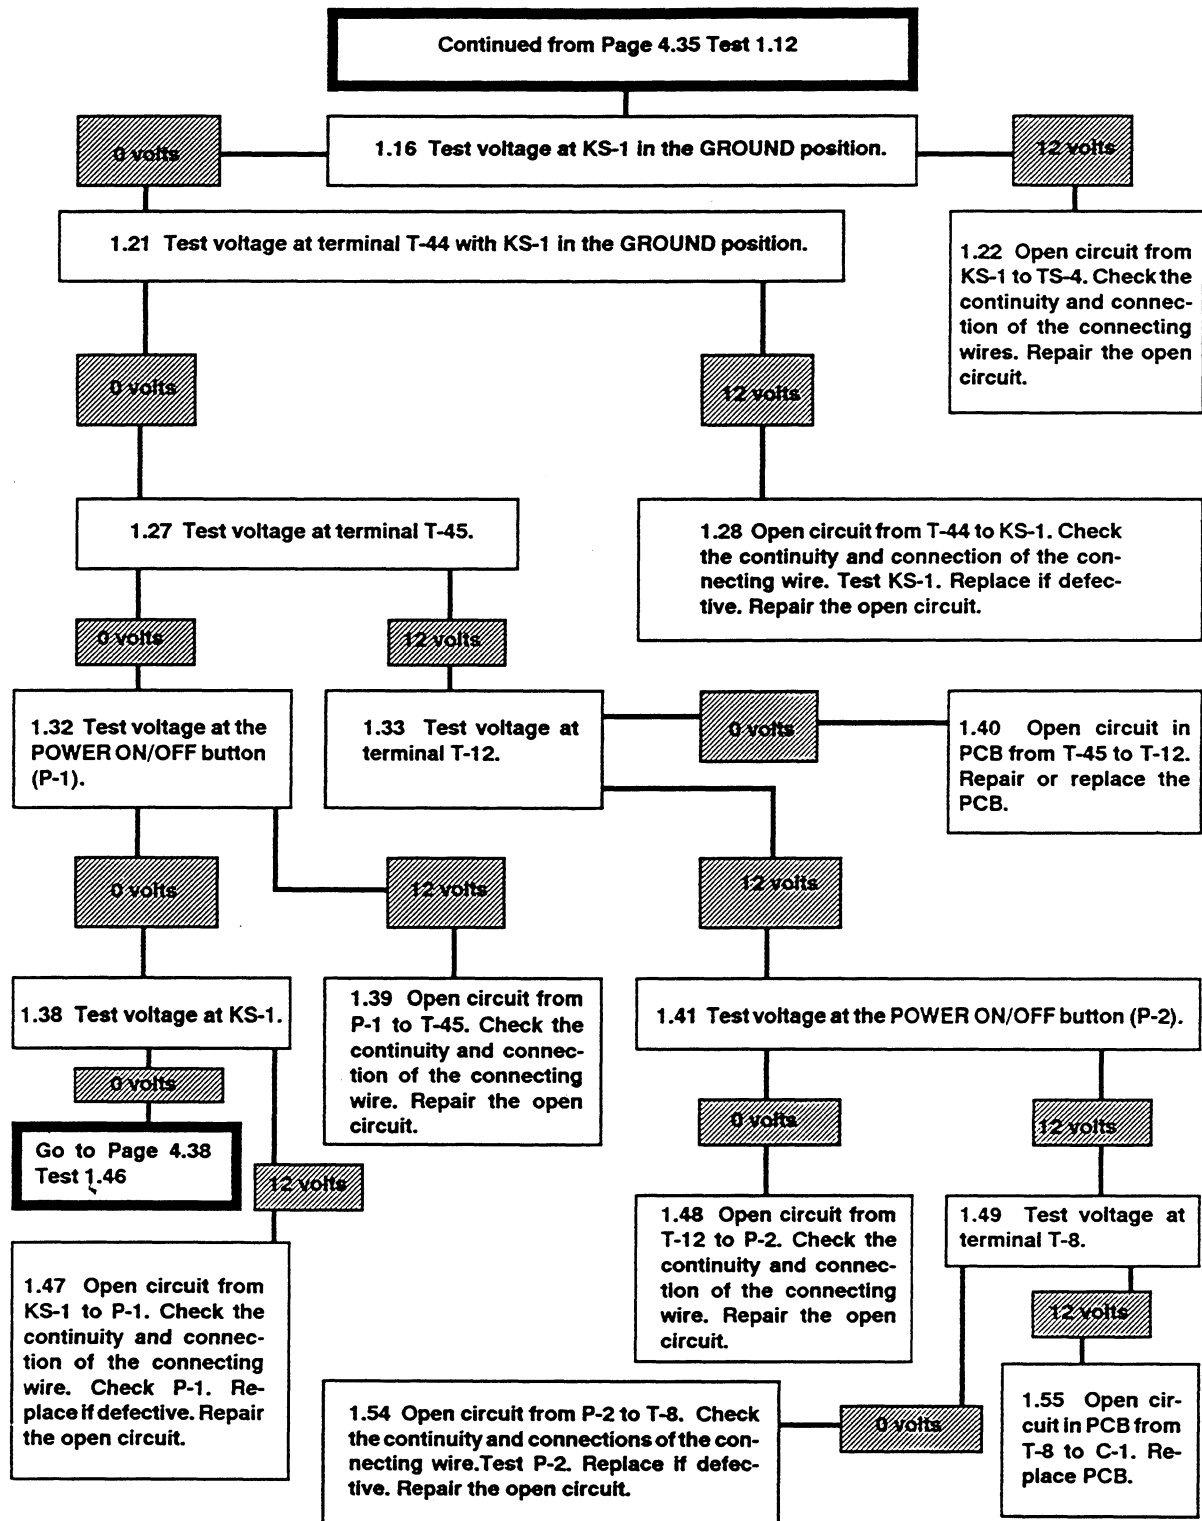 Continued from Page 4.35 Test 1.12
0 volts
1.16 Test voltage at KS-1 in the GROUND position.
12 volts
1.21 Test voltage at terminal T-44 with KS-1 in the GROUND position.
1.22 Open circuit from
KS-1 to TS-4. Check the
continuity and connec-
tion of the connecting
wires. Repair the open
circuit.
0 volts
12 volts
1.27 Test voltage at terminal T-45.
1.28 Open circuit from T-44 to KS-1. Check
the continuity and connection of the con-
necting wire. Test KS-1. Replace if defec-
tive. Repair the open circuit.
0 volts
12 volts
1.32 Test voltage at the
POWER ON/OFF button
(P-1).
1.33 Test voltage at
terminal T-12.
0 volts
1.40 Open circuit in
PCB from T-45 to T-12.
Repair or replace the
PCB.
0 volts
12 volts
12 volts
1.38 Test voltage at KS-1.
1.39 Open circuit from
P-1 to T-45. Check the
continuity and connec-
tion of the connecting
wire. Repair the open
circuit.
1.41 Test voltage at the POWER ON/OFF button (P-2).
0 volts
0 volts
12 volts
Go to Page 4.38
Test 1.46
12 volts
1.48 Open circuit from
T-12 to P-2. Check the
continuity and connec-
tion of the connecting
wire. Repair the open
circuit.
1.49 Test voltage at
terminal T-8.
1.47 Open circuit from
KS-1 to P-1. Check the
continuity and connec-
tion of the connecting
wire. Check P-1. Re-
place if defective. Repair
the open circuit.
12 volts
1.54 Open circuit from P-2 to T-8. Check
the continuity and connections of the con-
necting wire.Test P-2. Replace if defec-
tive. Repair the open circuit.
0 volts
1.55 Open cir-
cuit in PCB from
T-8 to C-1. Re-
place PCB.